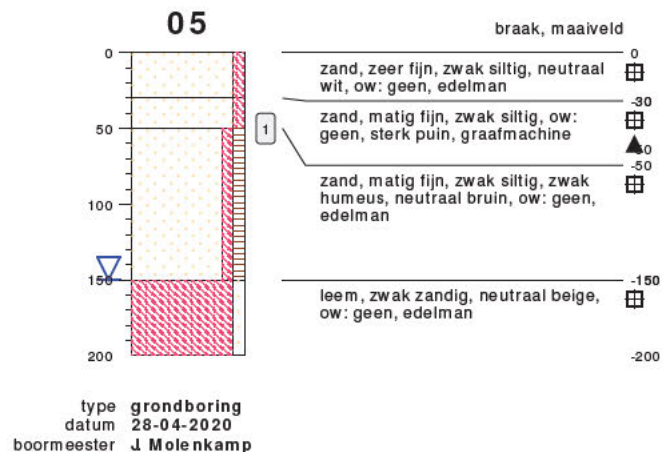 05
braak, maaiveld
0
50
100
150
200
1
0
zand, zeer fijn, zwak siltig, neutraal
wit, ow: geen, edelman
-30
zand, matig fijn, zwak siltig, ow:
geen, sterk puin, graafmachine
-50
zand, matig fijn, zwak siltig, zwak
humeus, neutraal bruin, ow: geen,
edelman
-150
leem, zwak zandig, neutraal beige,
ow: geen, edelman
-200
type grondboring
datum 28-04-2020
boormeester J. Molenkamp